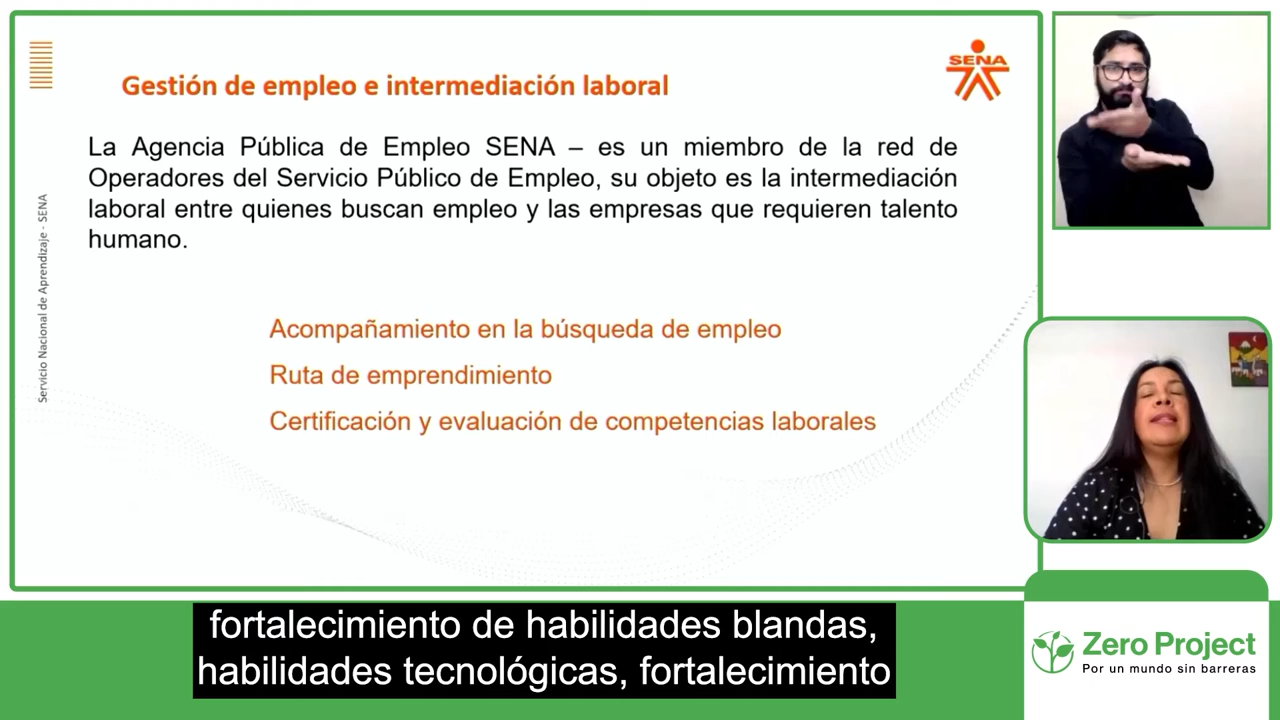 Gestión de empleo e intermediación laboral
SENA
La Agencia Pública de Empleo SENA – es un miembro de la red de
Operadores del Servicio Público de Empleo, su objeto es la intermediación
laboral entre quienes buscan empleo y las empresas que requieren talento
humano.
Servicio Nacional de Aprendizaje - SENA
Acompañamiento en la búsqueda de empleo
Ruta de emprendimiento
Certificación y evaluación de competencias laborales
fortalecimiento de habilidades blandas,
habilidades tecnológicas, fortalecimiento
Zero Project
Por un mundo sin barreras